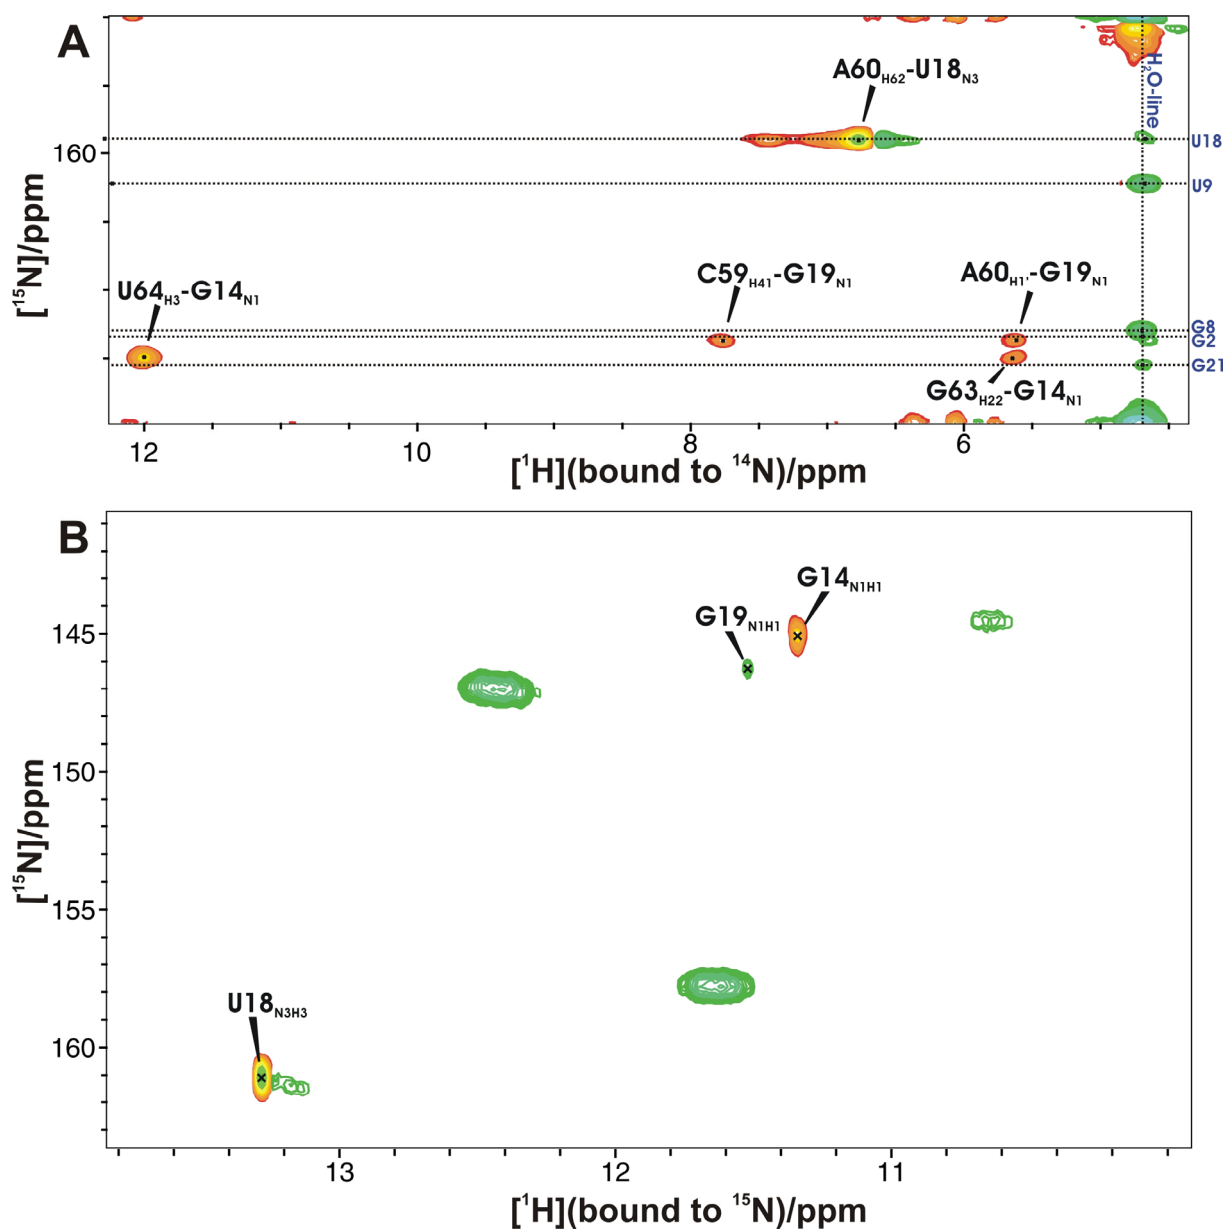 A
A60H62-U18N3
H2O-line
U18
160
U9
[15N]/ppm
U64H3-G14N1
C59H41-G19N1
A60H1'-G19N1
G8
G2
G21
G63H22-G14N1
12
10
8
6
[1H](bound to 14N)/ppm
B
G14N1H1
G19N1H1
145
150
[15N]/ppm
155
U18N3H3
160
13
12
11
[1H](bound to 15N)/ppm